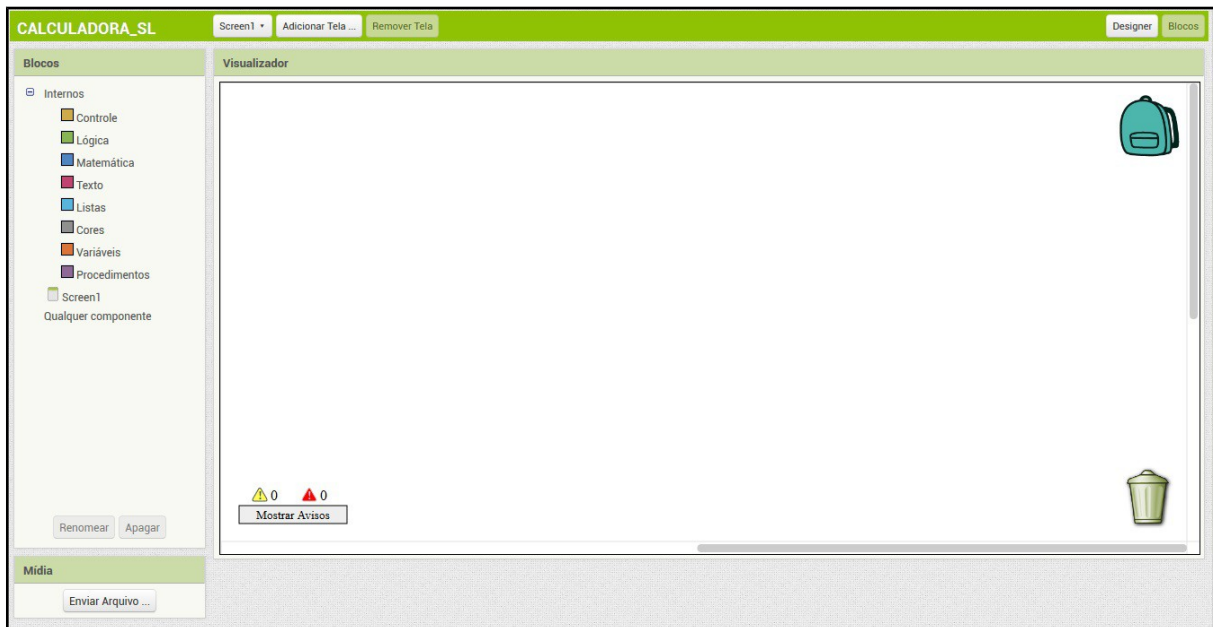 CALCULADORA_SL
Screen1
Adicionar Tela ...
Remover Tela
Designer
Blocos
Blocos
Visualizador
Internos
Controle
Lógica
Matemática
Texto
Listas
Cores
Variáveis
Procedimentos
Screen1
Qualquer componente
0 0
Mostrar Avisos
Renomear Apagar
Mídia
Enviar Arquivo ...